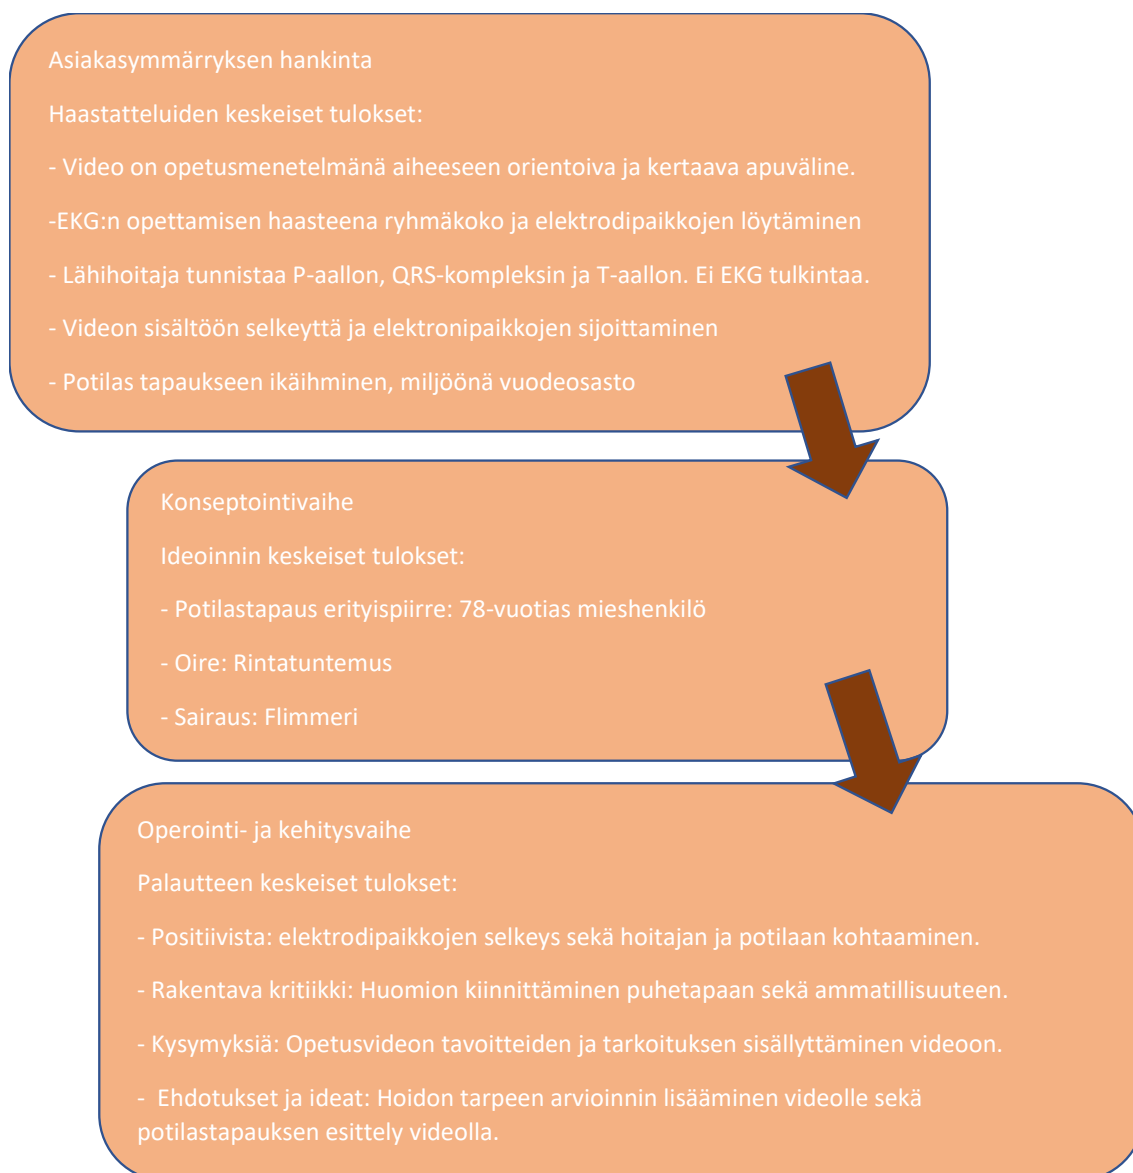 Asiakasymmärryksen hankinta
Haastatteluiden keskeiset tulokset:
- Video on opetusmenetelmänä aiheeseen orientoiva ja kertaava apuväline.
-EKG:n opettamisen haasteena ryhmäkoko ja elektrodipaikkojen löytäminen
- Lähihoitaja tunnistaa P-aallon, QRS-kompleksin ja T-aallon. Ei EKG tulkintaa.
- Videon sisältöön selkeyttä ja elektronipaikkojen sijoittaminen
- Potilas tapaukseen ikäihminen, miljöönä vuodeosasto
Konseptointivaihe
Ideoinnin keskeiset tulokset:
- Potilastapaus erityispiirre: 78-vuotias mieshenkilö
- Oire: Rintatuntemus
- Sairaus: Flimmeri
Operointi- ja kehitysvaihe
Palautteen keskeiset tulokset:
- Positiivista: elektrodipaikkojen selkeys sekä hoitajan ja potilaan kohtaaminen.
- Rakentava kritiikki: Huomion kiinnittäminen puhetapaan sekä ammatillisuuteen.
- Kysymyksiä: Opetusvideon tavoitteiden ja tarkoituksen sisällyttäminen videoon.
- Ehdotukset ja ideat: Hoidon tarpeen arvioinnin lisääminen videolle sekä
potilastapauksen esittely videolla.